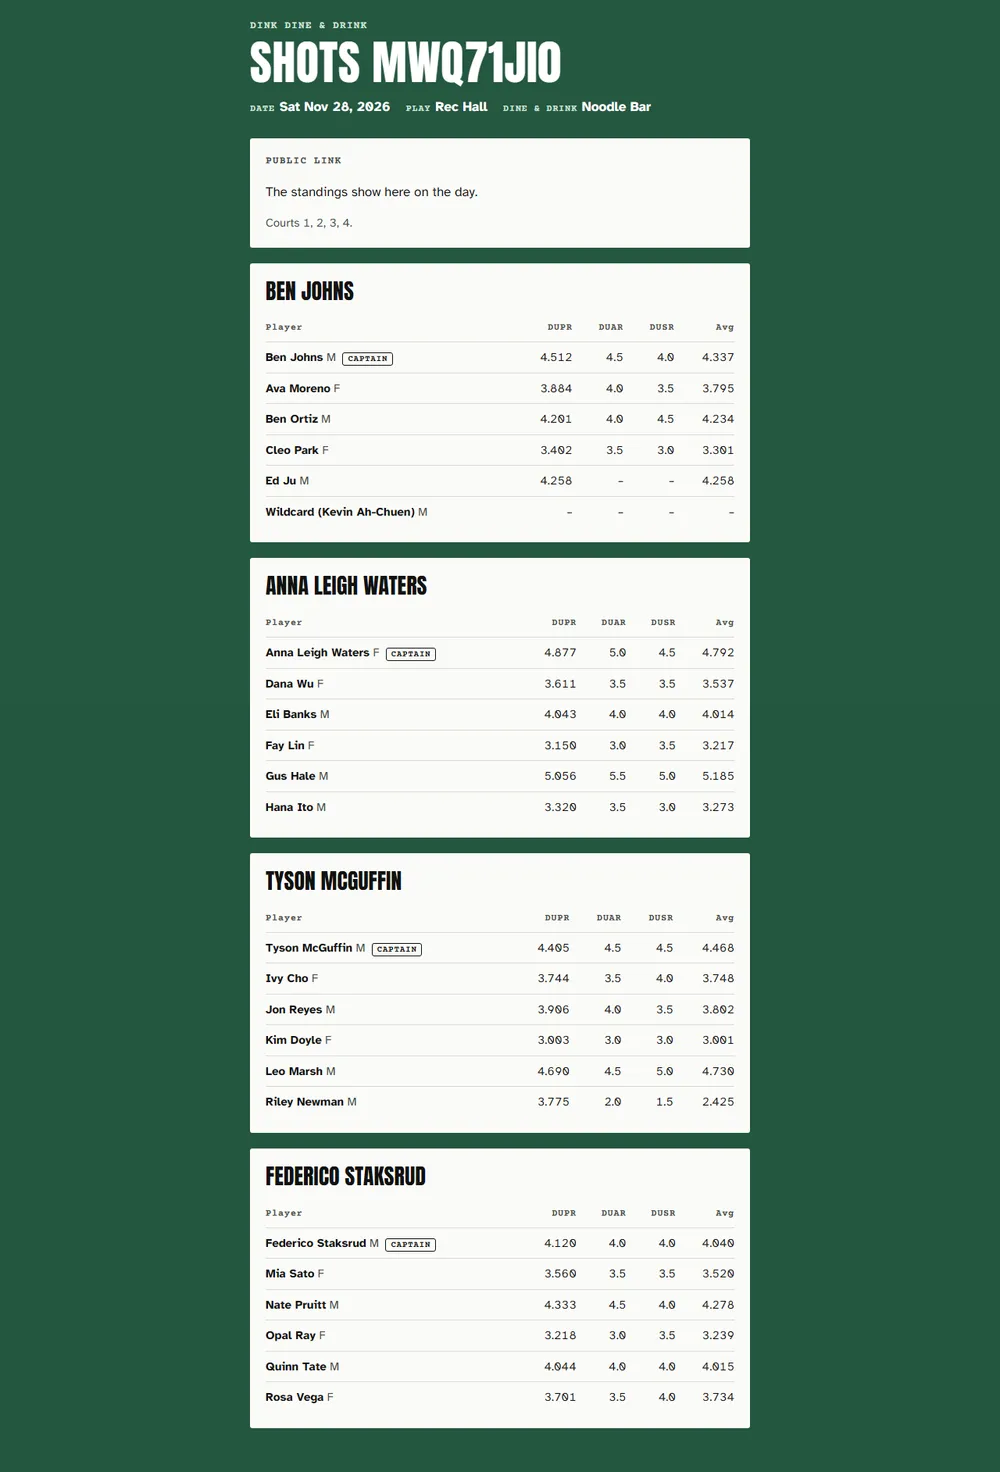 DINK DINE & DRINK
SHOTS MWQ71JIO
DATE Sat Nov 28, 2026 PLAY Rec Hall DINE & DRINK Noodle Bar
PUBLIC LINK
The standings show here on the day.
Courts 1, 2, 3, 4.
BEN JOHNS
Player DUPR DUAR DUSR Avg
Ben Johns M CAPTAIN 4.512 4.5 4.0 4.337
Ava Moreno F 3.884 4.0 3.5 3.795
Ben Ortiz M 4.201 4.0 4.5 4.234
Cleo Park F 3.402 3.5 3.0 3.301
Ed Ju M 4.258 – – 4.258
Wildcard (Kevin Ah-Chuen) M – – – –
ANNA LEIGH WATERS
Player DUPR DUAR DUSR Avg
Anna Leigh Waters F CAPTAIN 4.877 5.0 4.5 4.792
Dana Wu F 3.611 3.5 3.5 3.537
Eli Banks M 4.043 4.0 4.0 4.014
Fay Lin F 3.150 3.0 3.5 3.217
Gus Hale M 5.056 5.5 5.0 5.185
Hana Ito M 3.320 3.5 3.0 3.273
TYSON MCGUFFIN
Player DUPR DUAR DUSR Avg
Tyson McGuffin M CAPTAIN 4.405 4.5 4.5 4.468
Ivy Cho F 3.744 3.5 4.0 3.748
Jon Reyes M 3.906 4.0 3.5 3.802
Kim Doyle F 3.003 3.0 3.0 3.001
Leo Marsh M 4.690 4.5 5.0 4.730
Riley Newman M 3.775 2.0 1.5 2.425
FEDERICO STAKSRUD
Player DUPR DUAR DUSR Avg
Federico Staksrud M CAPTAIN 4.120 4.0 4.0 4.040
Mia Sato F 3.560 3.5 3.5 3.520
Nate Pruitt M 4.333 4.5 4.0 4.278
Opal Ray F 3.218 3.0 3.5 3.239
Quinn Tate M 4.044 4.0 4.0 4.015
Rosa Vega F 3.701 3.5 4.0 3.734